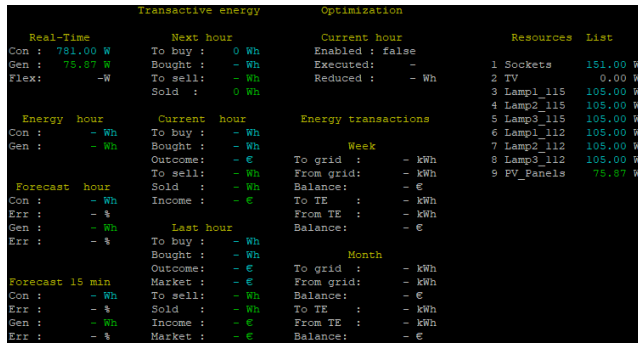 Transactive energy Optimization
Real-Time Next hour Current hour Resources List
Con : 781.00 W To buy : 0 Wh Enabled : false
Gen : 75.87 W Bought : - Wh Executed: - 1 Sockets 151.00 W
Flex: -W To sell: - Wh Reduced : - Wh 2 TV 0.00 W
Sold : 0 Wh 3 Lamp1_115 105.00 W
4 Lamp2_115 105.00 W
Energy hour Current hour Energy transactions 5 Lamp3_115 105.00 W
Con : - Wh To buy : - Wh 6 Lamp1_112 105.00 W
Gen : - Wh Bought : - Wh Week 7 Lamp2_112 105.00 W
Outcome: - € To grid : - kWh 8 Lamp3_112 105.00 W
To sell: - Wh From grid: - kWh 9 PV_Panels 75.87 W
Forecast hour Sold : - Wh Balance: - €
Con : - Wh Income : - € To TE : - kWh
Err : - % From TE : - kWh
Gen : - Wh Last hour Balance: - €
Err : - % To buy : - Wh
Bought : - Wh Month
Outcome: - € To grid : - kWh
Forecast 15 min Market : - € From grid: - kWh
Con : - Wh To sell: - Wh Balance: - €
Err : - % Sold : - Wh To TE : - kWh
Gen : - Wh Income : - € From TE : - kWh
Err : - % Market : - € Balance: - €